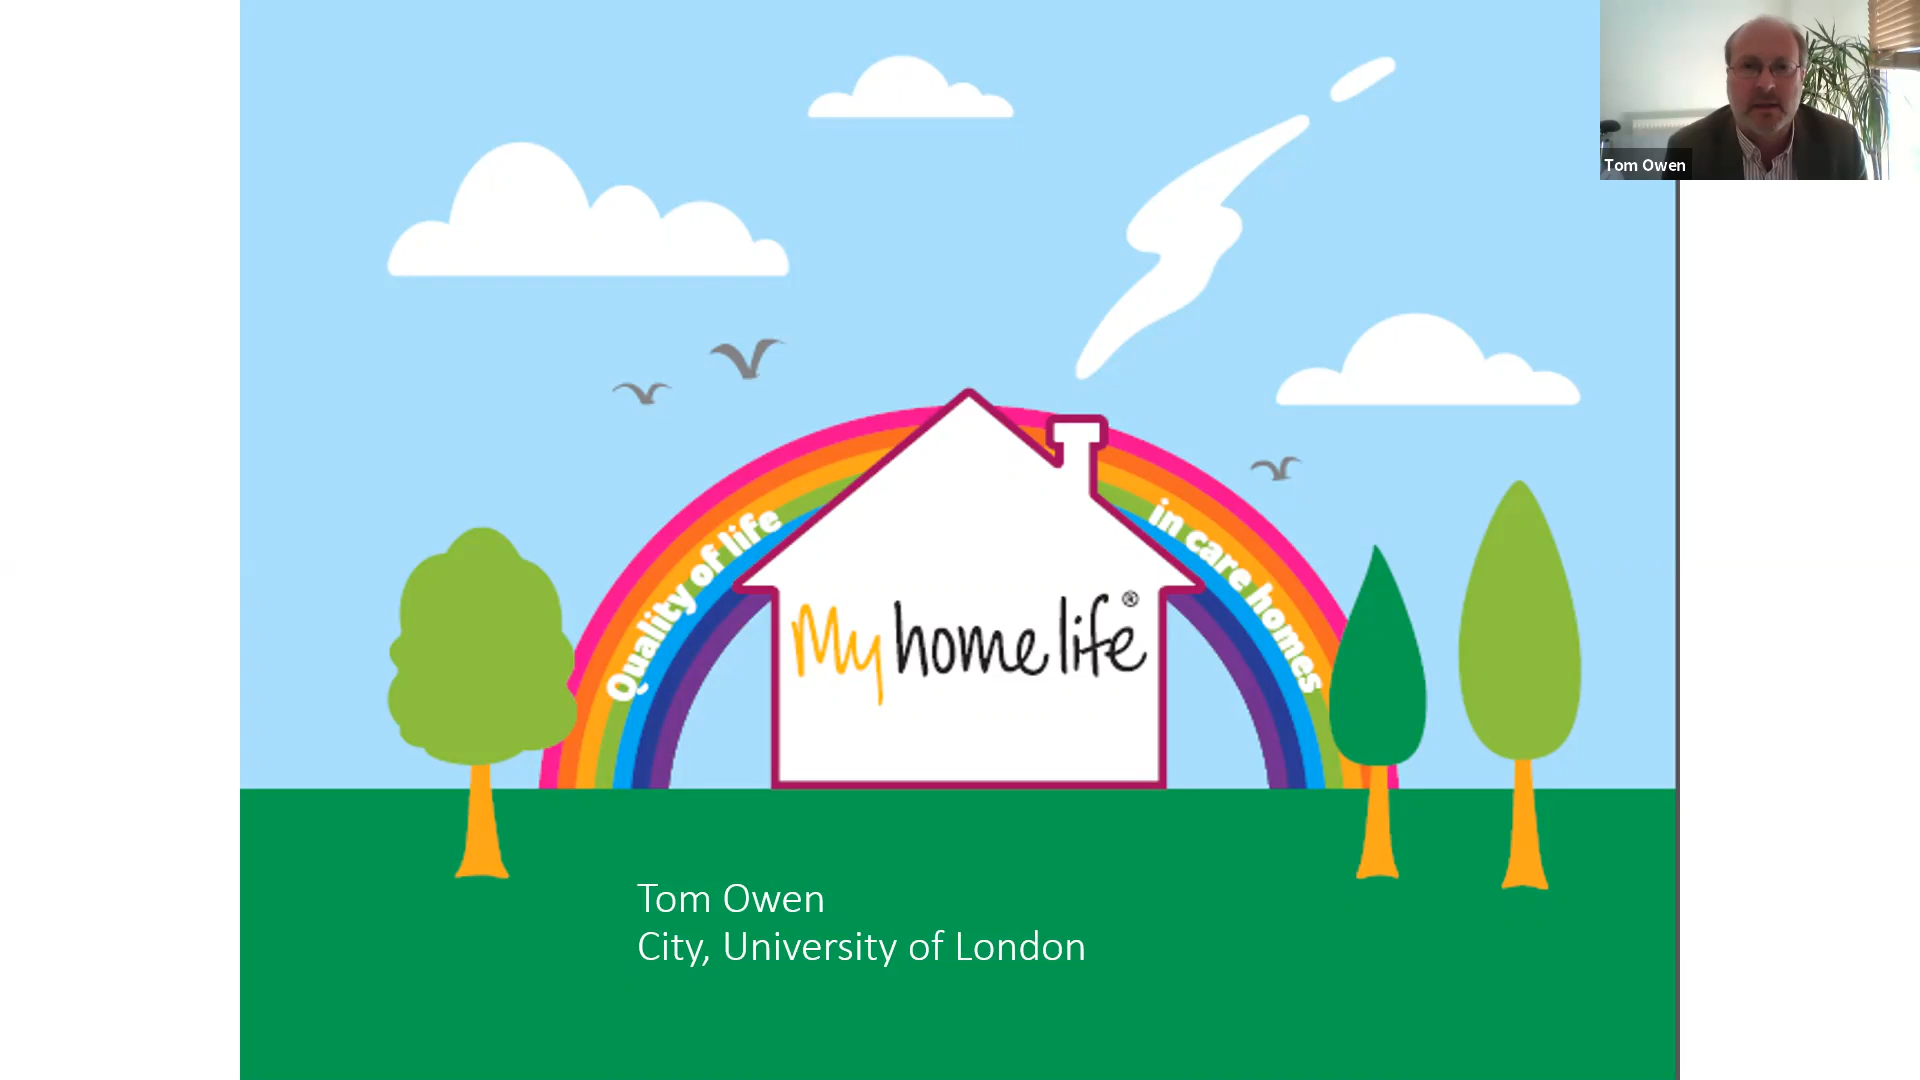 Tom Owen
Quality of life
in care homes
My home life®
Tom Owen
City, University of London